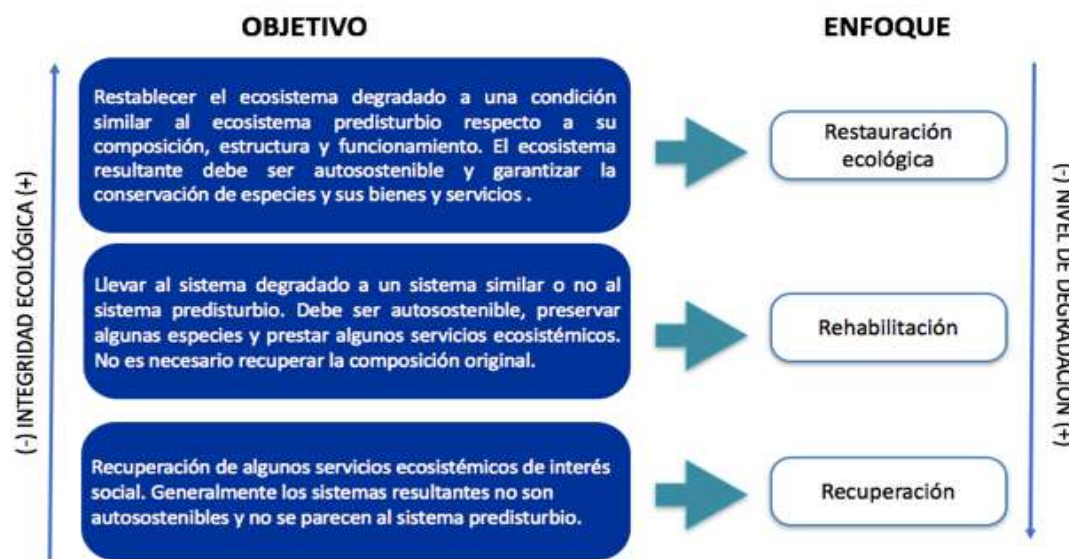 OBJETIVO
ENFOQUE
(-) INTEGRIDAD ECOLÓGICA (+)
Restablecer el ecosistema degradado a una condición
similar al ecosistema predisturbio respecto a su
composición, estructura y funcionamiento. El ecosistema
resultante debe ser autosostenible y garantizar la
conservación de especies y sus bienes y servicios .
Restauración
ecológica
Llevar al sistema degradado a un sistema similar o no al
sistema predisturbio. Debe ser autosostenible, preservar
algunas especies y prestar algunos servicios ecosistémicos.
No es necesario recuperar la composición original.
Rehabilitación
Recuperación de algunos servicios ecosistémicos de interés
social. Generalmente los sistemas resultantes no son
autosostenibles y no se parecen al sistema predisturbio.
Recuperación
(-) NIVEL DE DEGRADACIÓN (+)